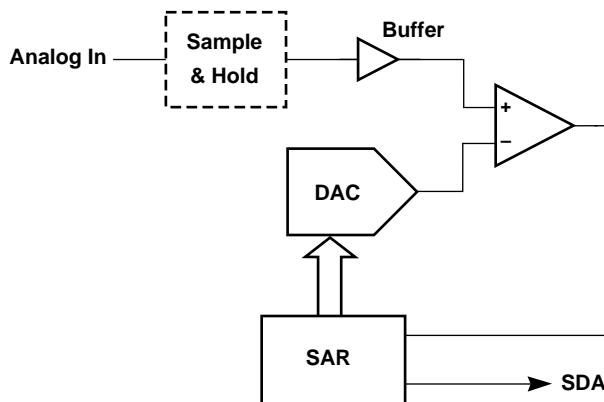 Buffer
Analog In
Sample
& Hold
+
−
DAC
SAR
SDA